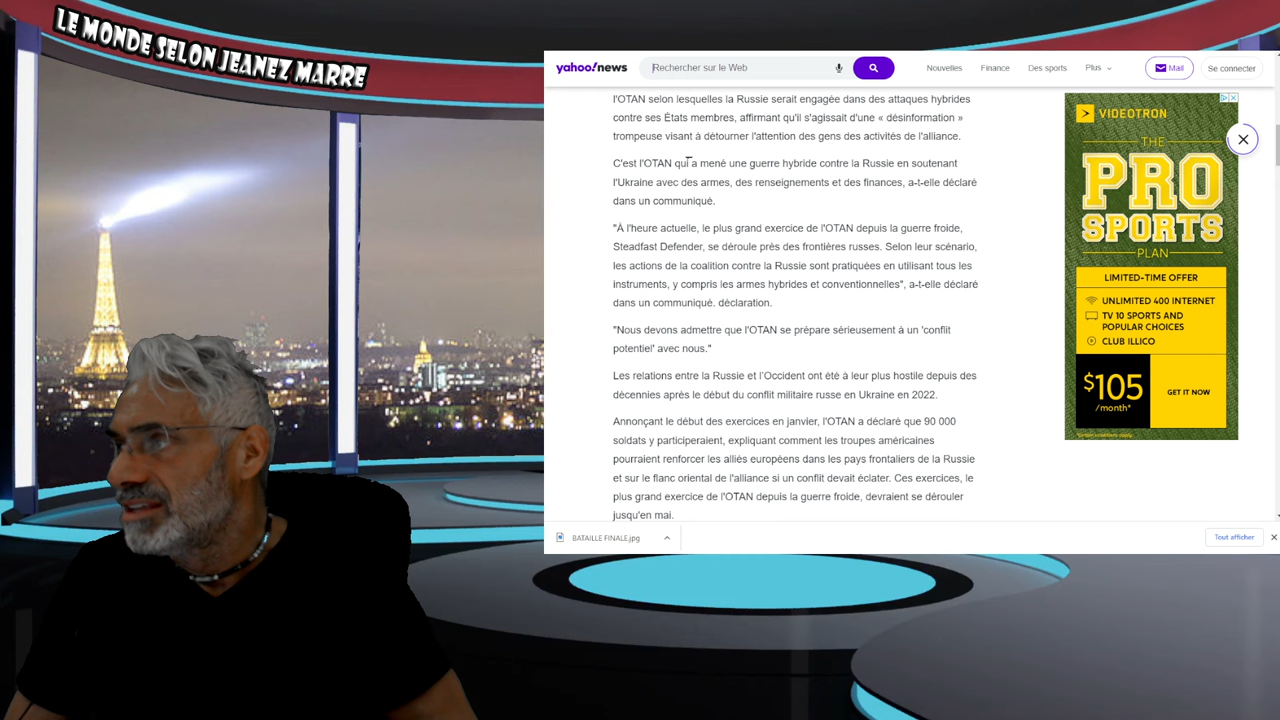 LE MONDE SELON JEANEZ MARRE
yahoo!news
Rechercher sur le Web
Nouvelles
Finance
Des sports
Plus
Mail
Se connecter
l'OTAN selon lesquelles la Russie serait engagée dans des attaques hybrides
contre ses États membres, affirmant qu'il s'agissait d'une « désinformation »
trompeuse visant à détourner l'attention des gens des activités de l'alliance.
C'est l'OTAN qui a mené une guerre hybride contre la Russie en soutenant
l'Ukraine avec des armes, des renseignements et des finances, a-t-elle déclaré
dans un communiqué.
"À l'heure actuelle, le plus grand exercice de l'OTAN depuis la guerre froide,
Steadfast Defender, se déroule près des frontières russes. Selon leur scénario,
les actions de la coalition contre la Russie sont pratiquées en utilisant tous les
instruments, y compris les armes hybrides et conventionnelles", a-t-elle déclaré
dans un communiqué. déclaration.
"Nous devons admettre que l'OTAN se prépare sérieusement à un 'conflit
potentiel' avec nous."
Les relations entre la Russie et l'Occident ont été à leur plus hostile depuis des
décennies après le début du conflit militaire russe en Ukraine en 2022.
Annonçant le début des exercices en janvier, l'OTAN a déclaré que 90 000
soldats y participeraient, expliquant comment les troupes américaines
pourraient renforcer les alliés européens dans les pays frontaliers de la Russie
et sur le flanc oriental de l'alliance si un conflit devait éclater. Ces exercices, le
plus grand exercice de l'OTAN depuis la guerre froide, devraient se dérouler
jusqu'en mai.
VIDEOTRON
THE
PRO
SPORTS
PLAN
LIMITED-TIME OFFER
UNLIMITED 400 INTERNET
TV 10 SPORTS AND
POPULAR CHOICES
CLUB ILLICO
$105
/month*
GET IT NOW
BATAILLE FINALE.jpg
Tout afficher